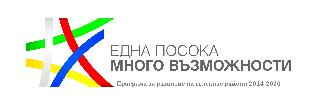 ЕДНА ПОСОКА
МНОГО ВЪЗМОЖНОСТИ
Програма за развитие на селските райони 2014-2020